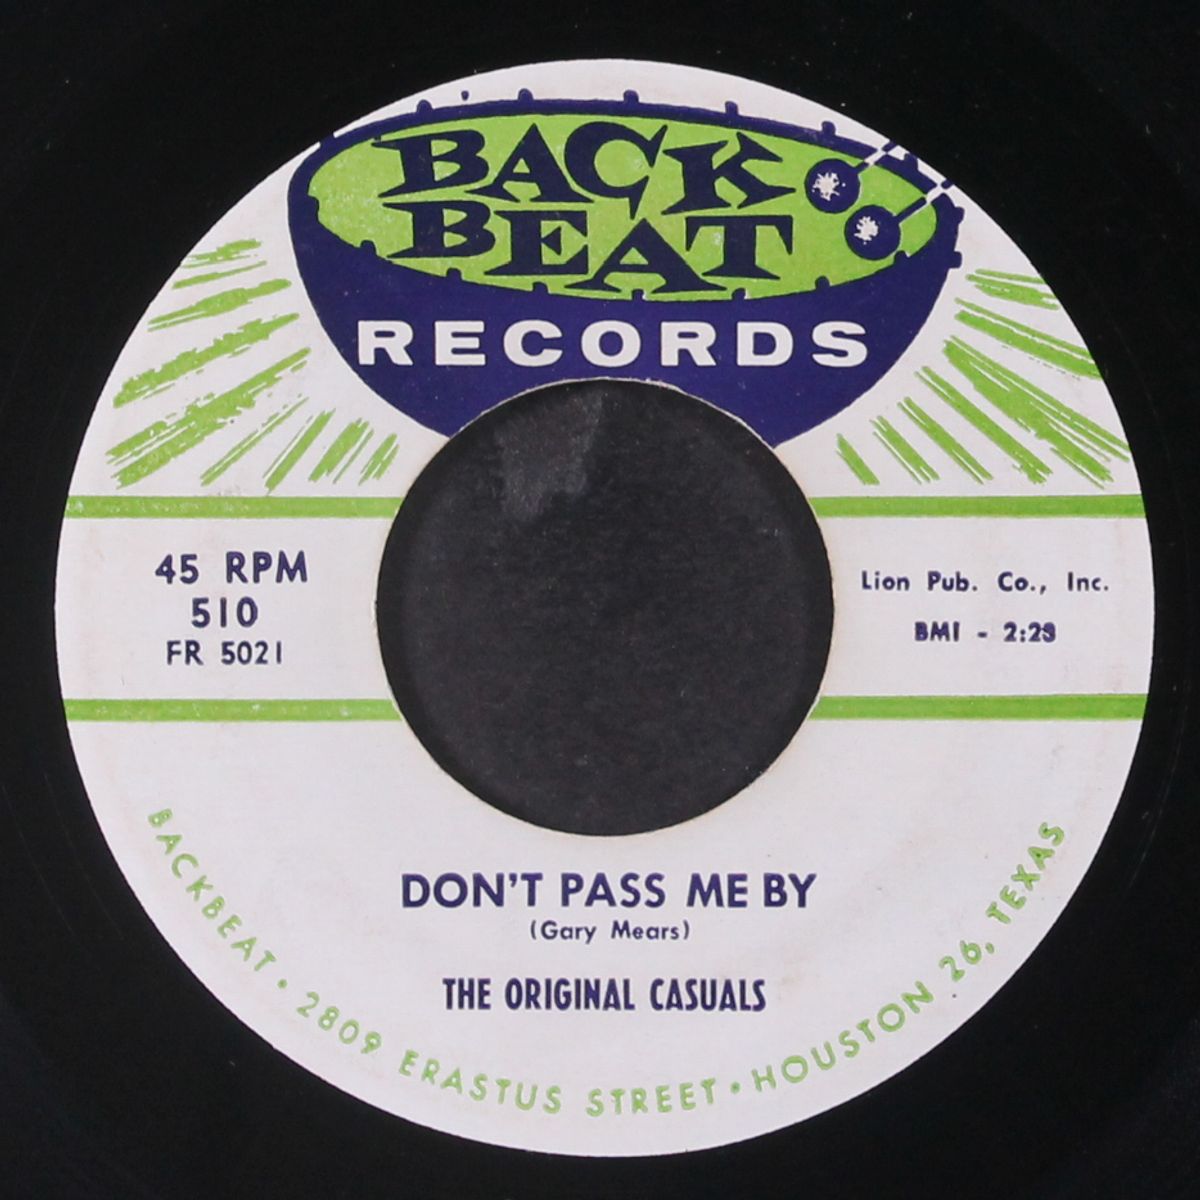 BACK
BEAT
RECORDS
45 RPM
510
FR 5021
Lion Pub. Co., Inc.
BMI - 2:23
DON'T PASS ME BY
(Gary Mears)
THE ORIGINAL CASUALS
BACKBEAT • 2809 ERASTUS STREET • HOUSTON 26, TEXAS